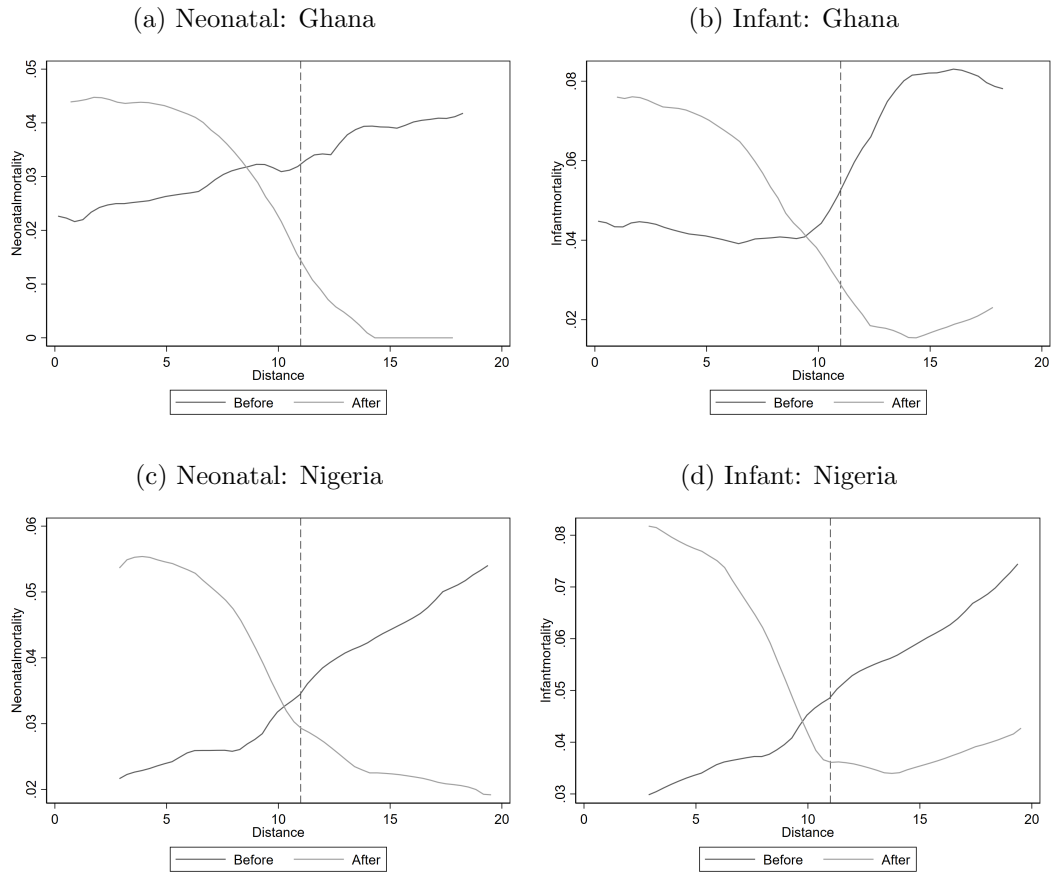 (a) Neonatal: Ghana
(b) Infant: Ghana
Neonatalmortality
0
.01
.02
.03
.04
.05
0 5 10 15 20
Distance
Before After
Infantmortality
.02
.04
.06
.08
0 5 10 15 20
Distance
Before After
(c) Neonatal: Nigeria
(d) Infant: Nigeria
Neonatalmortality
.02
.03
.04
.05
.06
0 5 10 15 20
Distance
Before After
Infantmortality
.03
.04
.05
.06
.07
.08
0 5 10 15 20
Distance
Before After